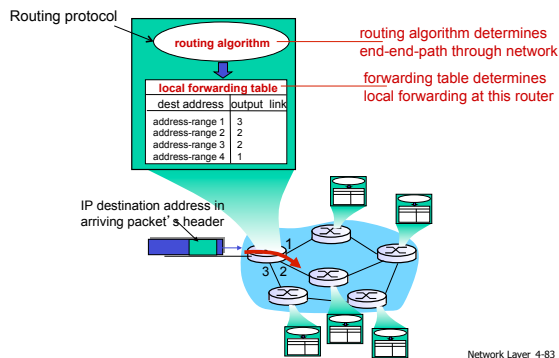 Routing protocol
routing algorithm
routing algorithm determines
end-end-path through network
local forwarding table
forwarding table determines
local forwarding at this router
dest address output link
address-range 1 3
address-range 2 2
address-range 3 2
address-range 4 1
IP destination address in
arriving packet’s header
1
3 2
Network Layer 4-83